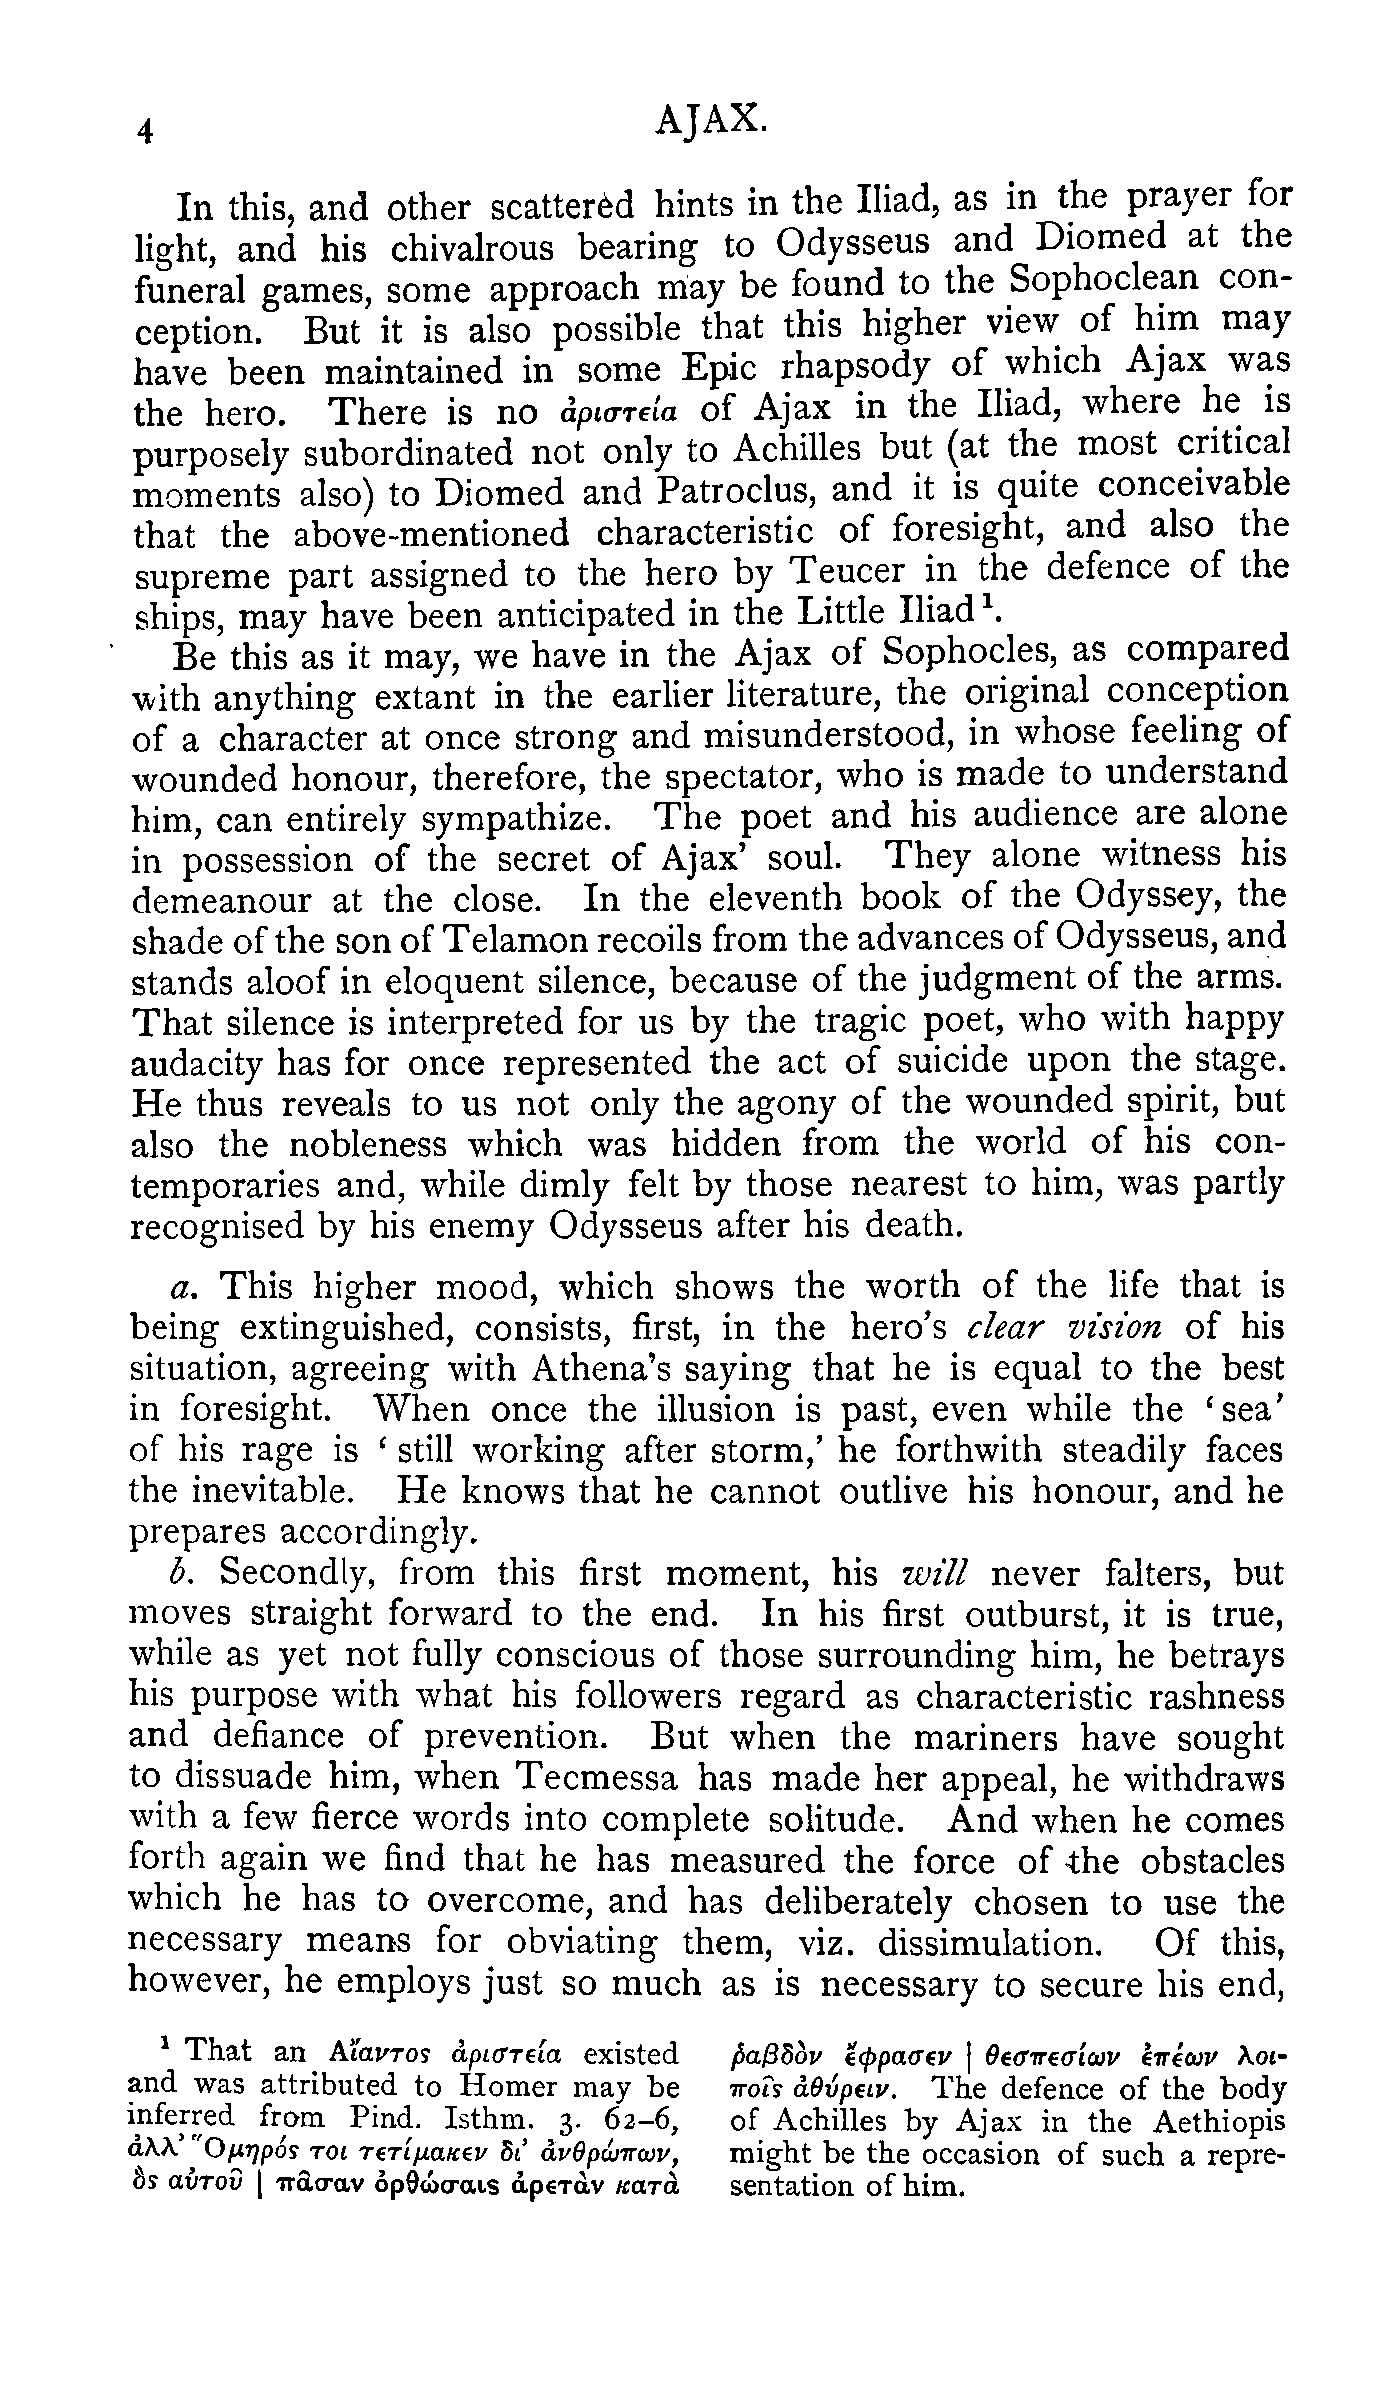 4
AJAX.
In this, and other scattered hints in the Iliad, as in the prayer for
light, and his chivalrous bearing to Odysseus and Diomed at the
funeral games, some approach may be found to the Sophoclean con-
ception. But it is also possible that this higher view of him may
have been maintained in some Epic rhapsody of which Ajax was
the hero. There is no ἀριστεία of Ajax in the Iliad, where he is
purposely subordinated not only to Achilles but (at the most critical
moments also) to Diomed and Patroclus, and it is quite conceivable
that the above-mentioned characteristic of foresight, and also the
supreme part assigned to the hero by Teucer in the defence of the
ships, may have been anticipated in the Little Iliad¹.
Be this as it may, we have in the Ajax of Sophocles, as compared
with anything extant in the earlier literature, the original conception
of a character at once strong and misunderstood, in whose feeling of
wounded honour, therefore, the spectator, who is made to understand
him, can entirely sympathize. The poet and his audience are alone
in possession of the secret of Ajax’ soul. They alone witness his
demeanour at the close. In the eleventh book of the Odyssey, the
shade of the son of Telamon recoils from the advances of Odysseus, and
stands aloof in eloquent silence, because of the judgment of the arms.
That silence is interpreted for us by the tragic poet, who with happy
audacity has for once represented the act of suicide upon the stage.
He thus reveals to us not only the agony of the wounded spirit, but
also the nobleness which was hidden from the world of his con-
temporaries and, while dimly felt by those nearest to him, was partly
recognised by his enemy Odysseus after his death.
a. This higher mood, which shows the worth of the life that is
being extinguished, consists, first, in the hero’s clear vision of his
situation, agreeing with Athena’s saying that he is equal to the best
in foresight. When once the illusion is past, even while the ‘sea’
of his rage is ‘still working after storm,’ he forthwith steadily faces
the inevitable. He knows that he cannot outlive his honour, and he
prepares accordingly.
b. Secondly, from this first moment, his will never falters, but
moves straight forward to the end. In his first outburst, it is true,
while as yet not fully conscious of those surrounding him, he betrays
his purpose with what his followers regard as characteristic rashness
and defiance of prevention. But when the mariners have sought
to dissuade him, when Tecmessa has made her appeal, he withdraws
with a few fierce words into complete solitude. And when he comes
forth again we find that he has measured the force of the obstacles
which he has to overcome, and has deliberately chosen to use the
necessary means for obviating them, viz. dissimulation. Of this,
however, he employs just so much as is necessary to secure his end,
¹ That an Αἴαντος ἀριστεία existed
and was attributed to Homer may be
inferred from Pind. Isthm. 3. 62–6,
ἀλλ’ Ὅμηρός τοι τετίμακεν δι’ ἀνθρώπων,
ὃς αὐτοῦ | πᾶσαν ὀρθώσαις ἀρετὰν κατὰ
ῥαβδὸν ἔφρασεν | θεσπεσίων ἐπέων λοι-
ποῖς ἀθύρειν. The defence of the body
of Achilles by Ajax in the Aethiopis
might be the occasion of such a repre-
sentation of him.